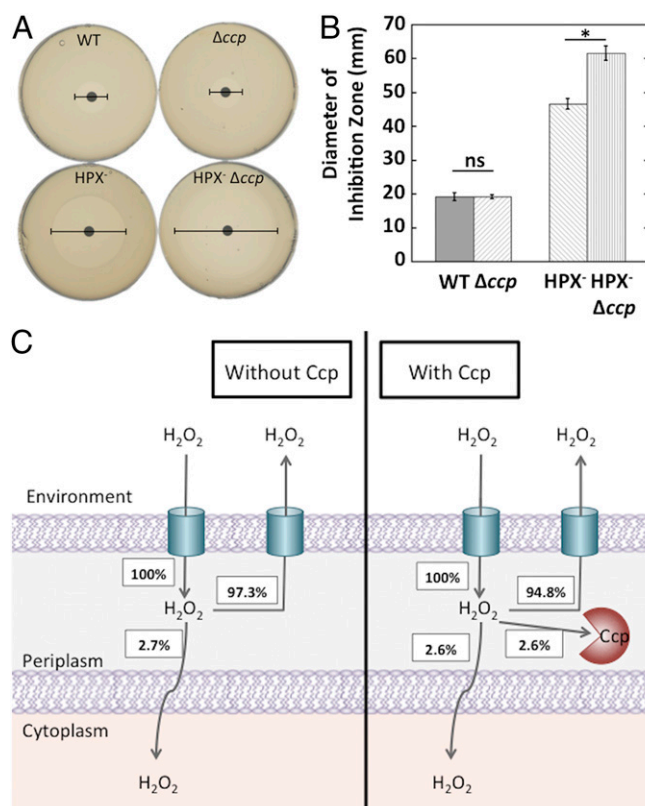 A
WT
Δccp
HPX⁻
HPX⁻ Δccp
B
Diameter of
Inhibition Zone (mm)
70
60
50
40
30
20
10
0
ns
*
WT Δccp
HPX⁻ HPX⁻
Δccp
C
Without Ccp
With Ccp
H₂O₂
H₂O₂
H₂O₂
H₂O₂
Environment
100%
97.3%
100%
94.8%
H₂O₂
H₂O₂
Ccp
2.7%
2.6%
2.6%
Periplasm
Cytoplasm
H₂O₂
H₂O₂